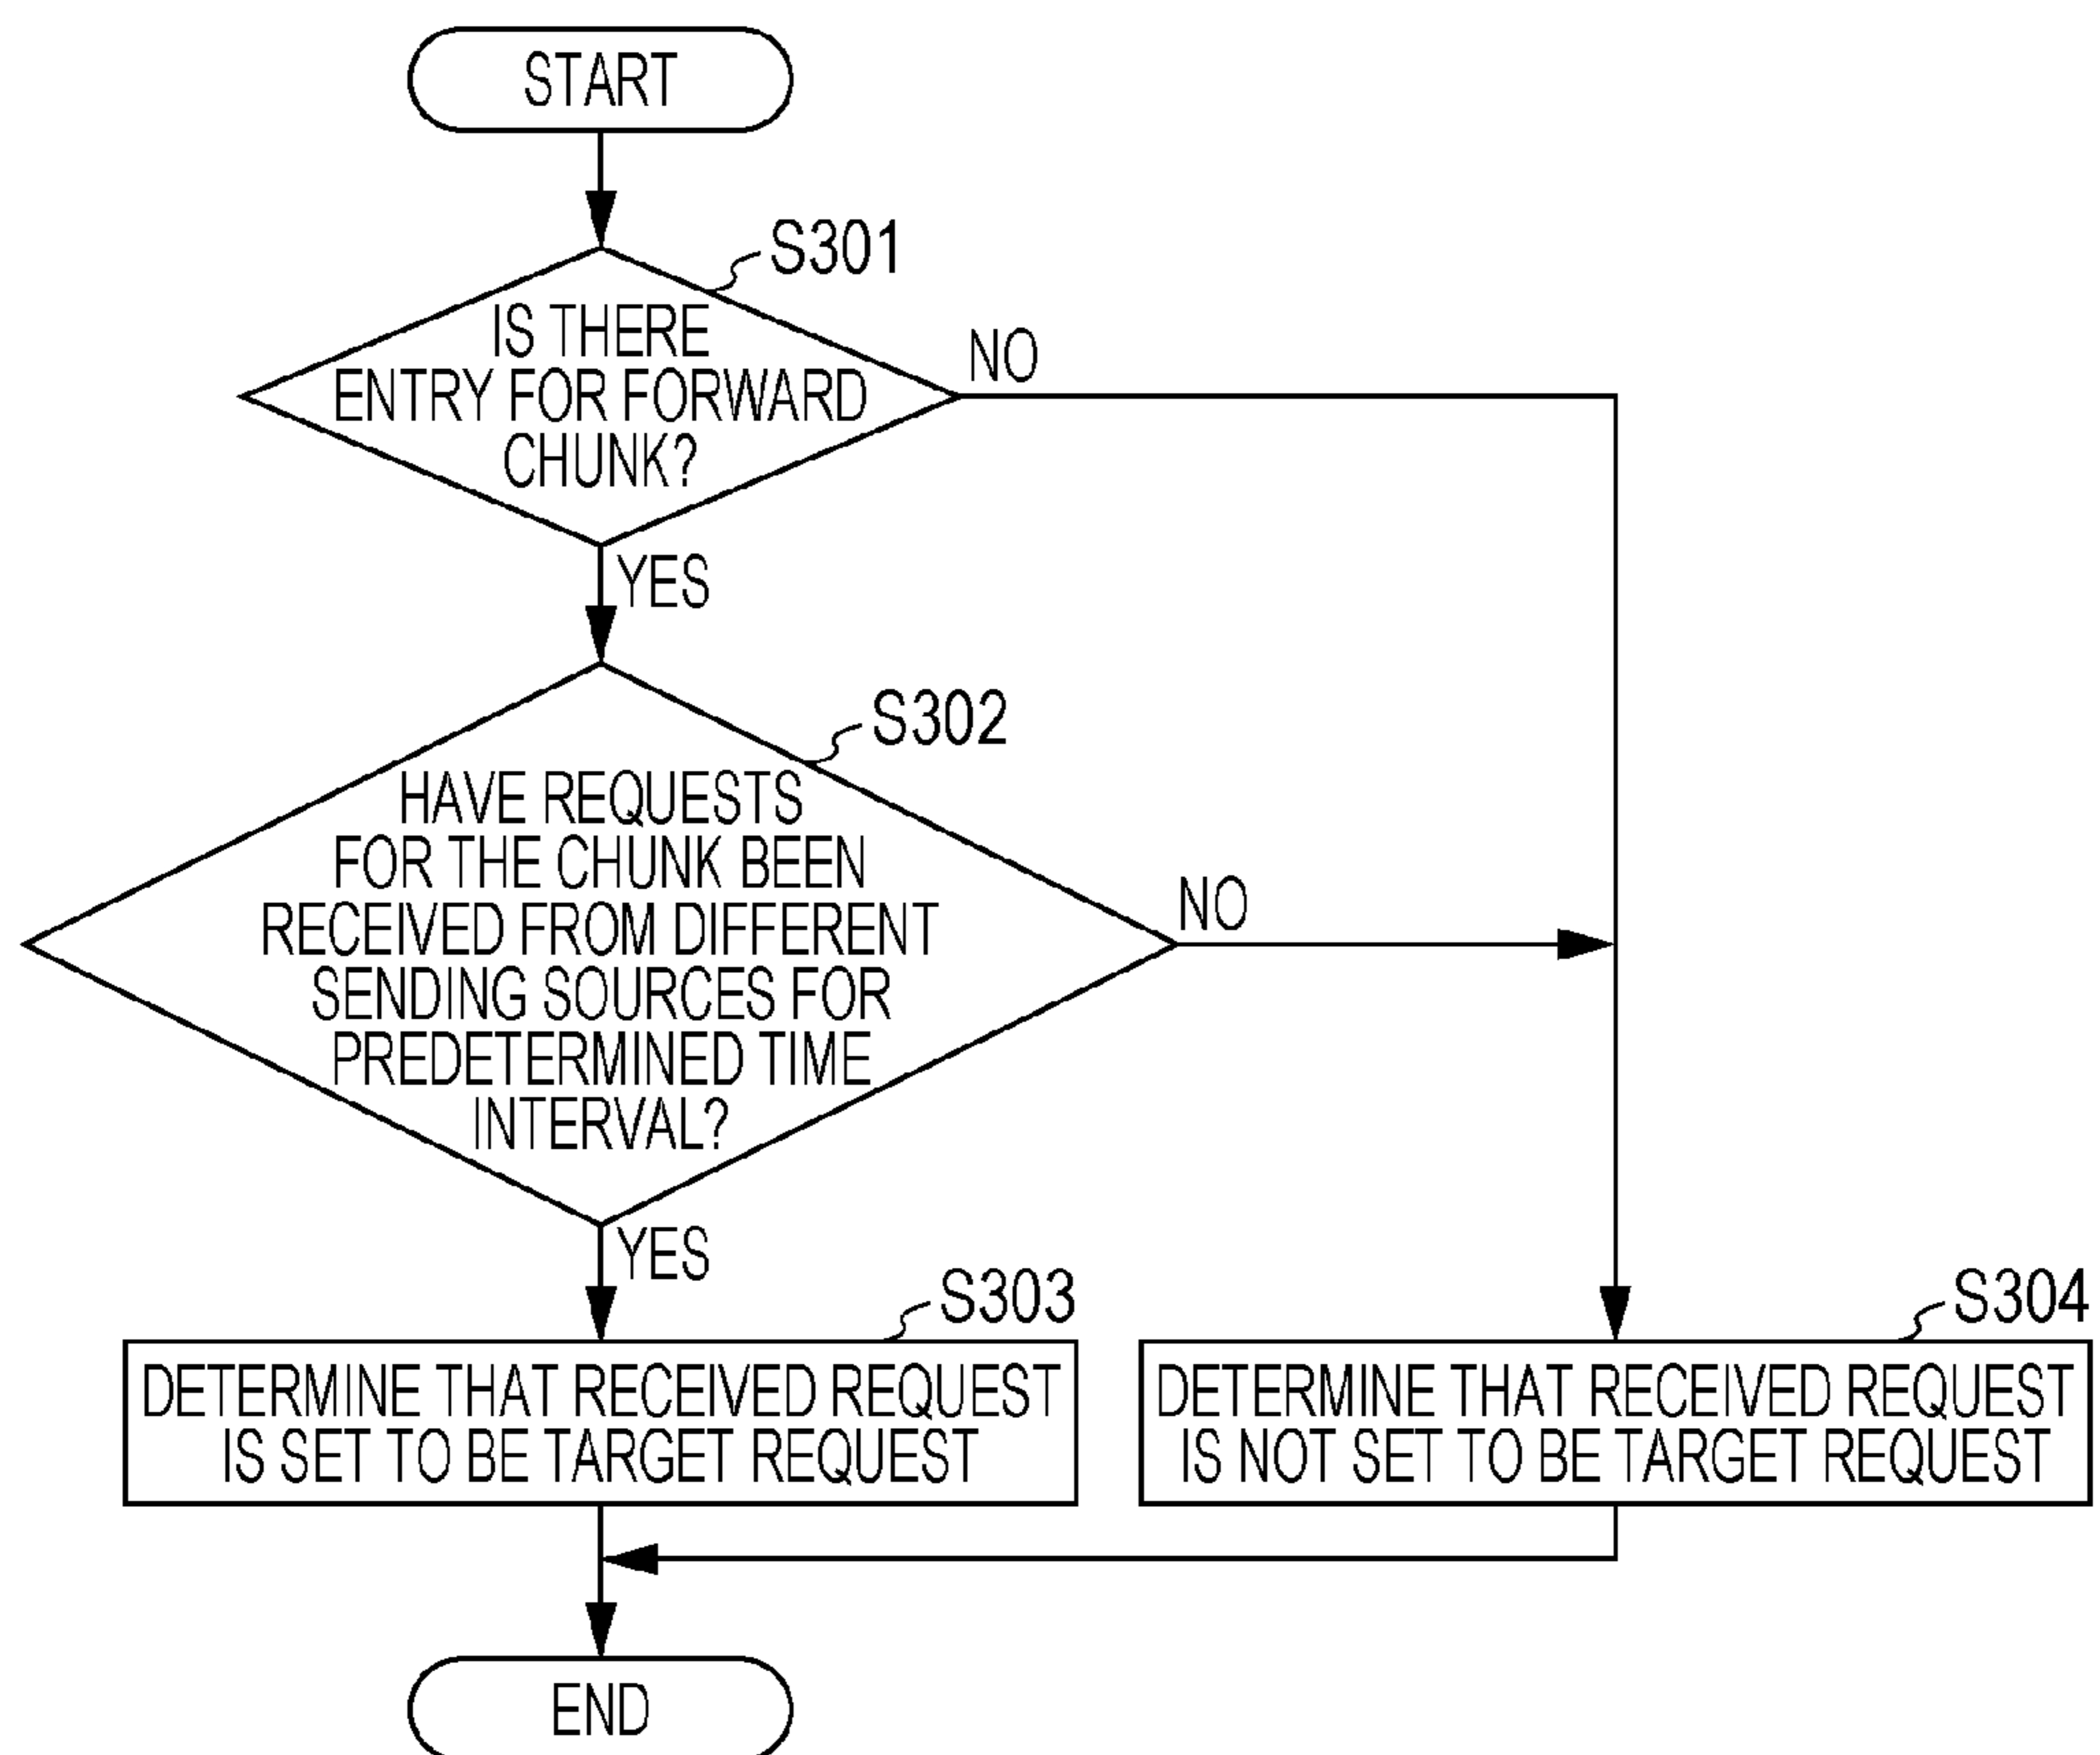 START
S301
IS THERE
ENTRY FOR FORWARD
CHUNK?
NO
YES
S302
HAVE REQUESTS
FOR THE CHUNK BEEN
RECEIVED FROM DIFFERENT
SENDING SOURCES FOR
PREDETERMINED TIME
INTERVAL?
NO
YES
S303
DETERMINE THAT RECEIVED REQUEST
IS SET TO BE TARGET REQUEST
S304
DETERMINE THAT RECEIVED REQUEST
IS NOT SET TO BE TARGET REQUEST
END